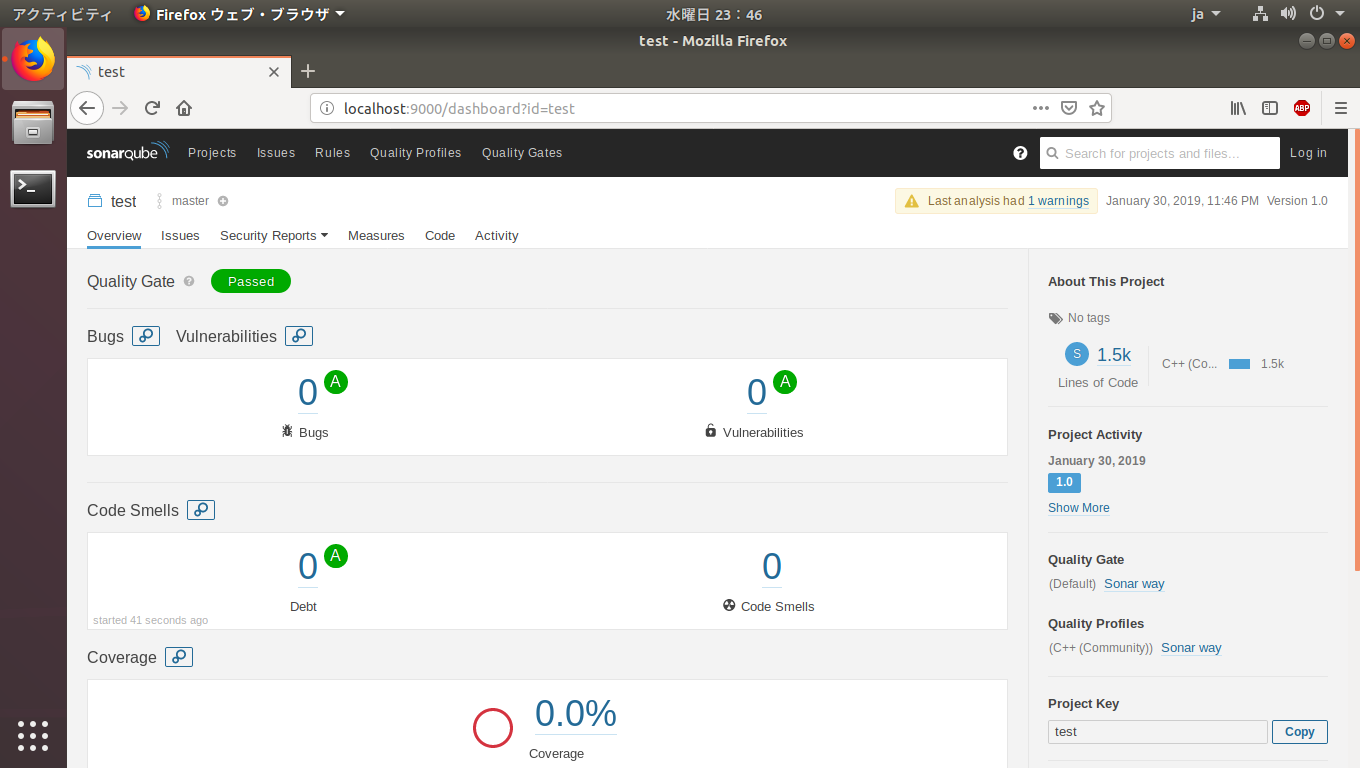 アクティビティ Firefox ウェブ・ブラウザ 水曜日 23：46 ja
test - Mozilla Firefox
test
localhost:9000/dashboard?id=test ABP
sonarqube Projects Issues Rules Quality Profiles Quality Gates Search for projects and files... Log in
test master Last analysis had 1 warnings January 30, 2019, 11:46 PM Version 1.0
Overview Issues Security Reports Measures Code Activity
Quality Gate Passed
Bugs Vulnerabilities
0 A 0 A
Bugs Vulnerabilities
Code Smells
0 A 0
Debt Code Smells
started 41 seconds ago
Coverage
0.0%
Coverage
About This Project
No tags
S 1.5k C++ (Co... 1.5k
Lines of Code
Project Activity
January 30, 2019
1.0
Show More
Quality Gate
(Default) Sonar way
Quality Profiles
(C++ (Community)) Sonar way
Project Key
test Copy